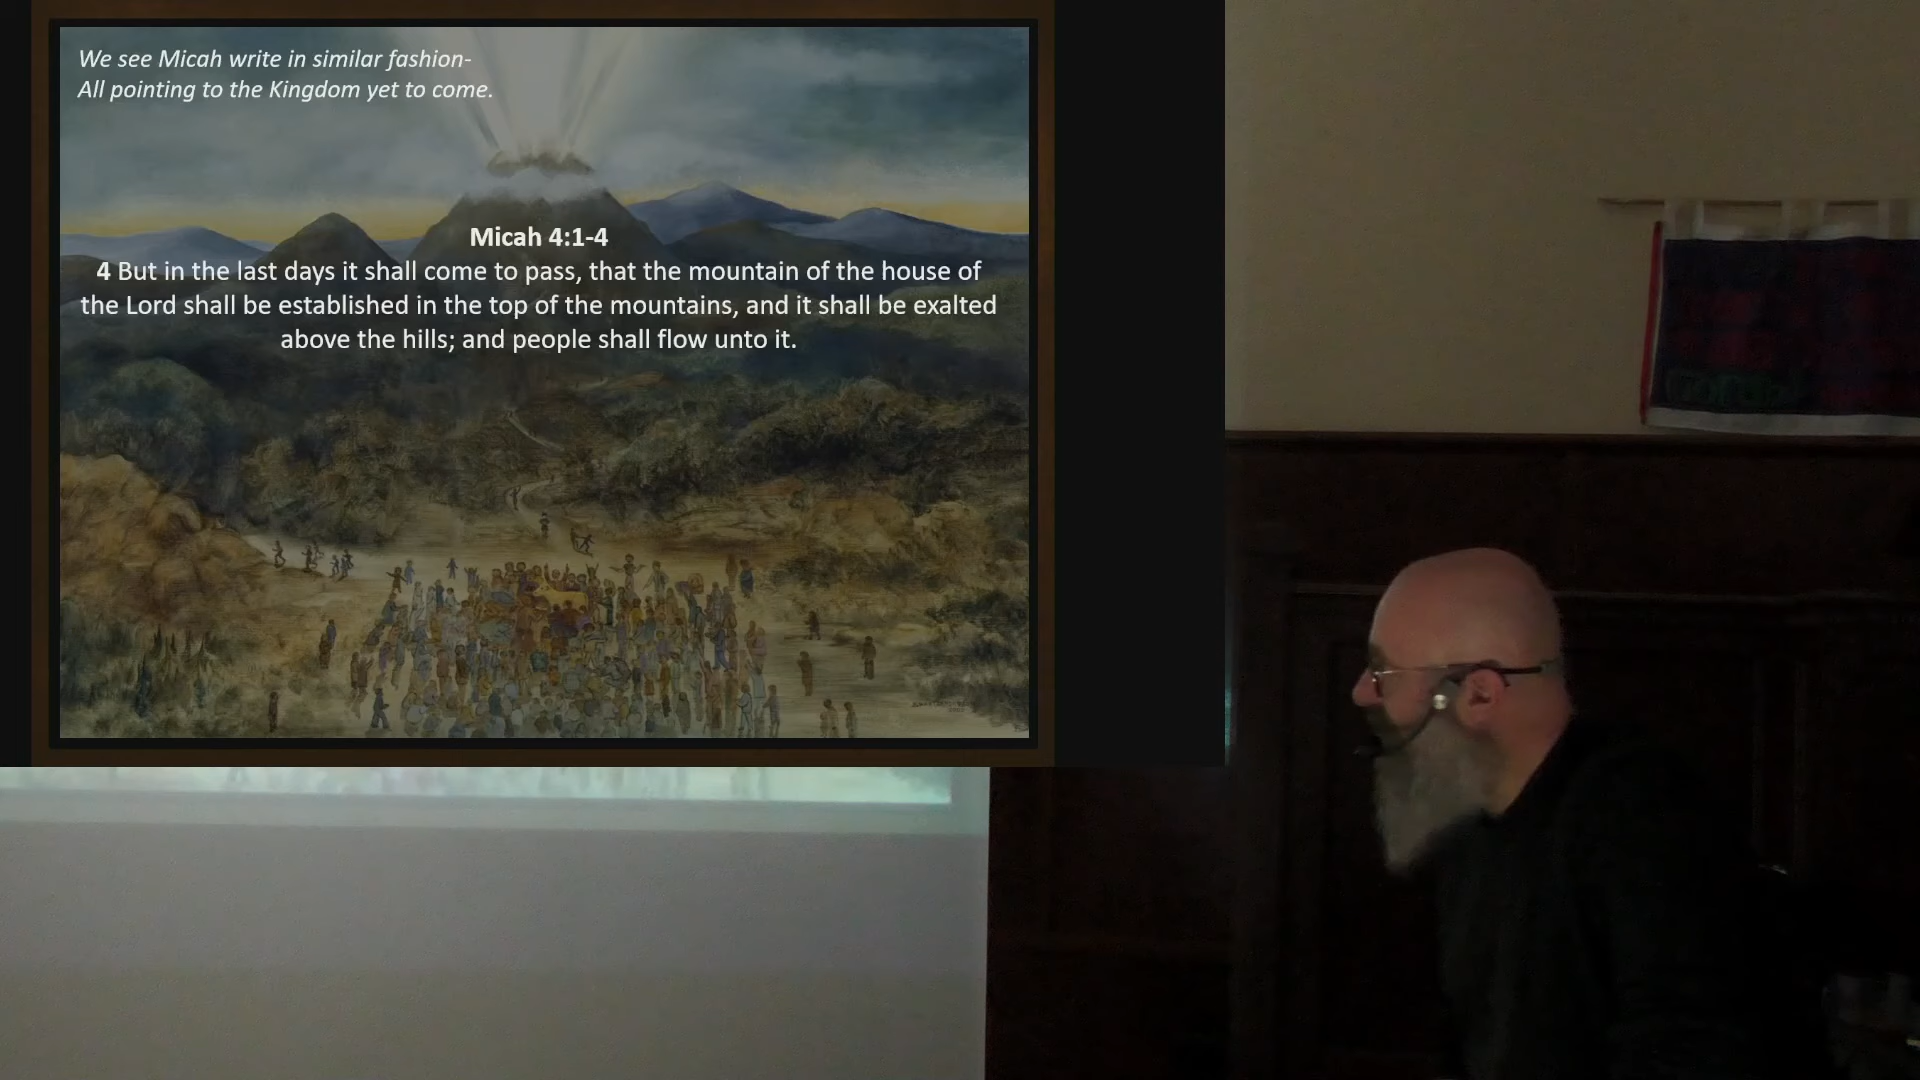 We see Micah write in similar fashion-
All pointing to the Kingdom yet to come.
Micah 4:1-4
4 But in the last days it shall come to pass, that the mountain of the house of
the Lord shall be established in the top of the mountains, and it shall be exalted
above the hills; and people shall flow unto it.